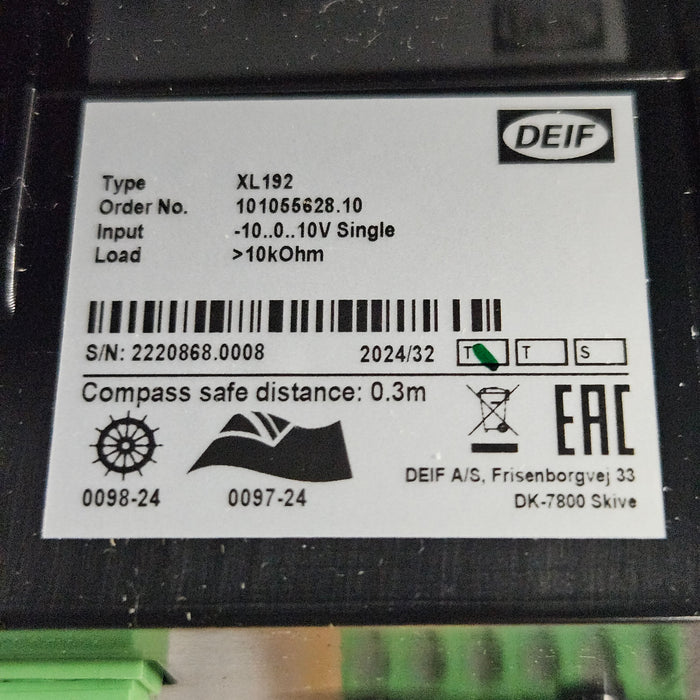 DEIF
Type XL192
Order No. 101055628.10
Input -10..0..10V Single
Load >10kOhm
S/N: 2220868.0008 2024/32 T T S
Compass safe distance: 0.3m
EAC
0098-24 0097-24
DEIF A/S, Frisenborgvej 33
DK-7800 Skive